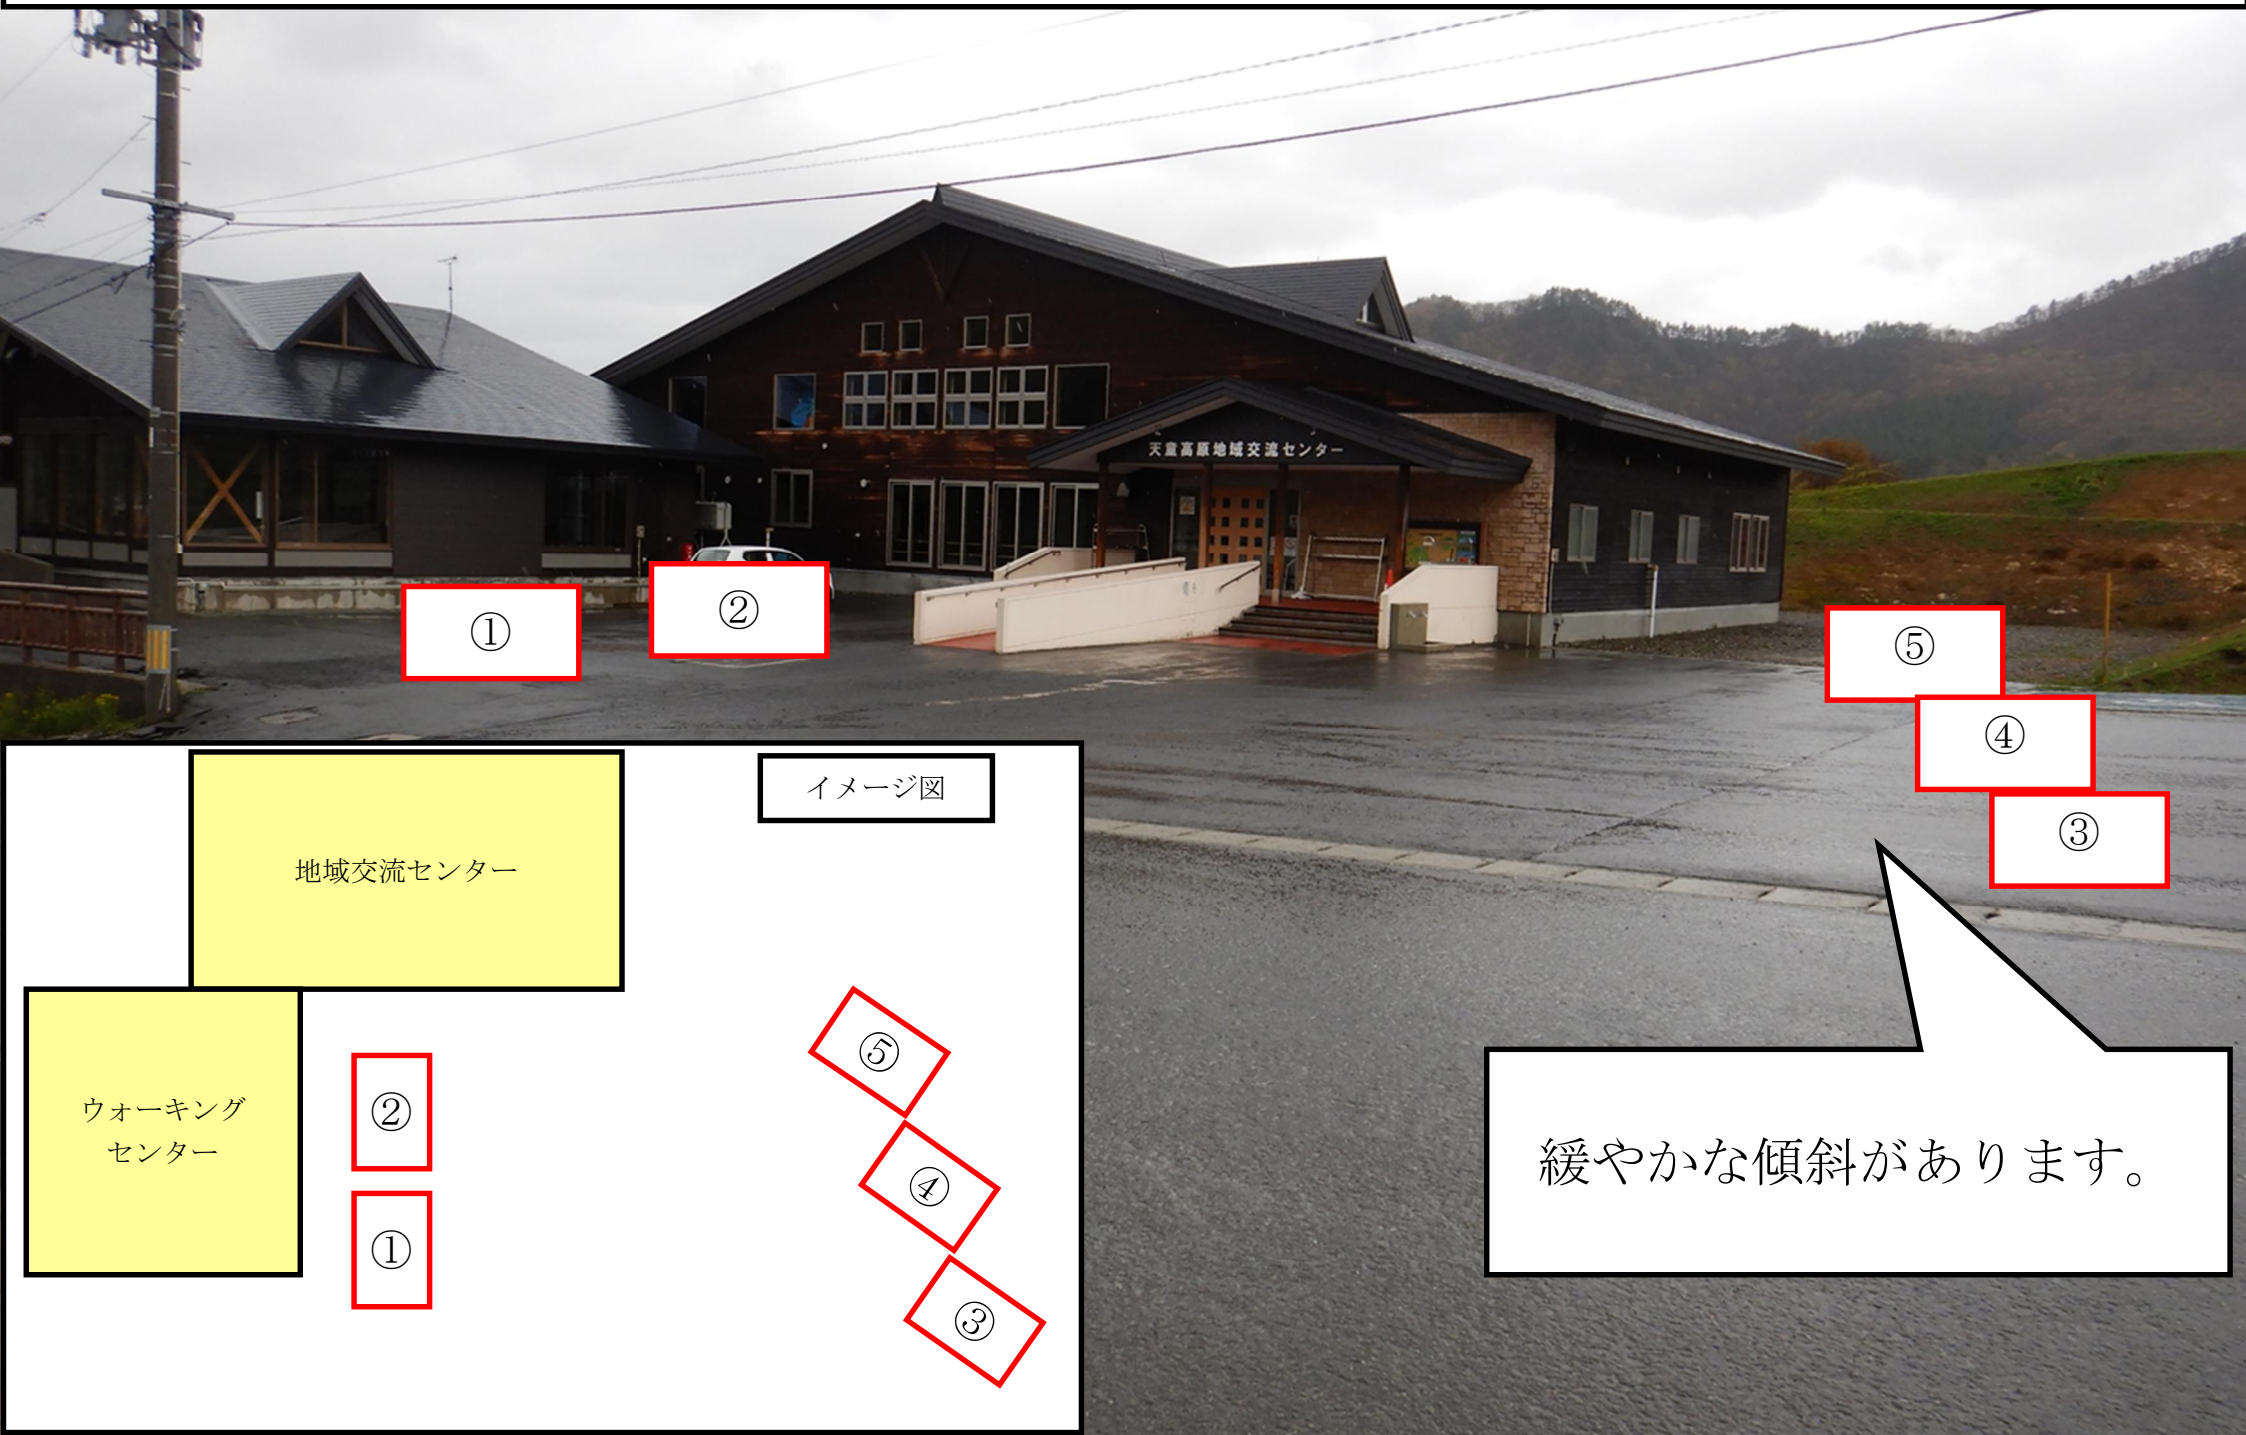 天童高原地域交流センター
①
②
⑤
④
③
イメージ図
地域交流センター
ウォーキング
センター
②
①
⑤
④
③
緩やかな傾斜があります。